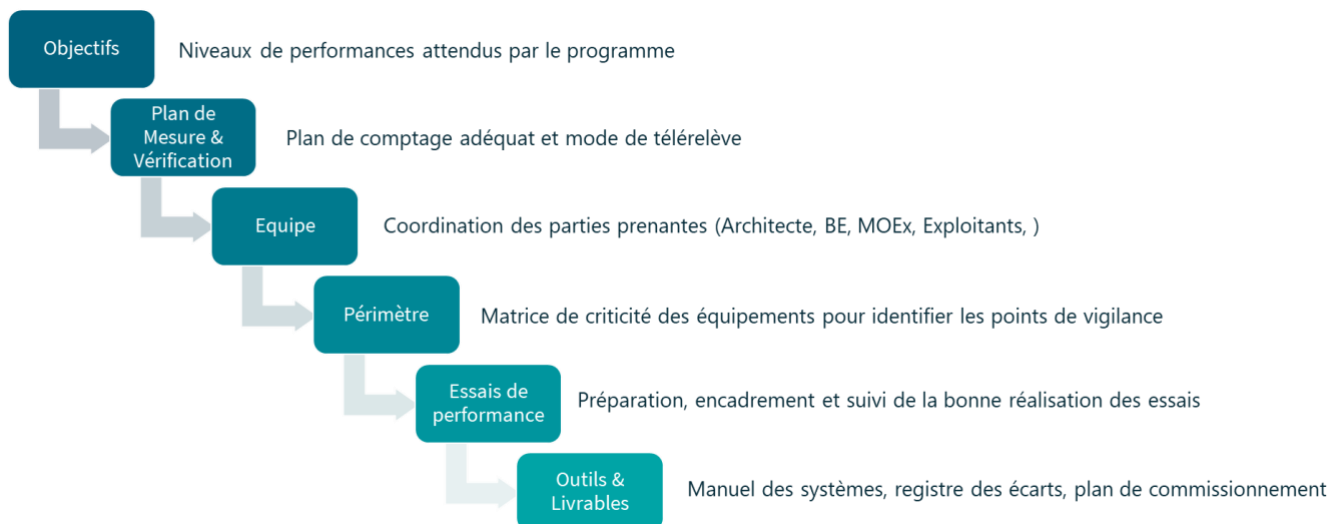 Objectifs
Niveaux de performances attendus par le programme
Plan de
Mesure &
Vérification
Plan de comptage adéquat et mode de télérelève
Equipe
Coordination des parties prenantes (Architecte, BE, MOEx, Exploitants, )
Périmètre
Matrice de criticité des équipements pour identifier les points de vigilance
Essais de
performance
Préparation, encadrement et suivi de la bonne réalisation des essais
Outils &
Livrables
Manuel des systèmes, registre des écarts, plan de commissionnement